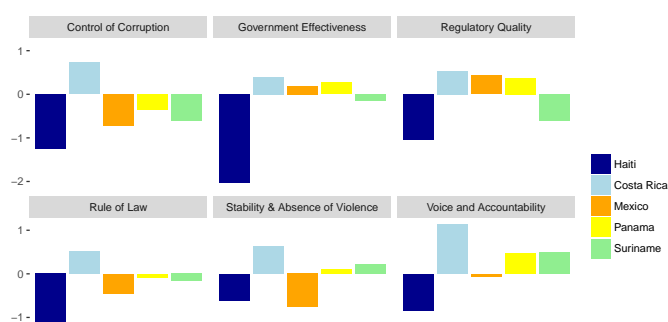 Control of Corruption
Government Effectiveness
Regulatory Quality
1
0
−1
−2
Rule of Law
Stability & Absence of Violence
Voice and Accountability
1
0
−1
Haiti
Costa Rica
Mexico
Panama
Suriname